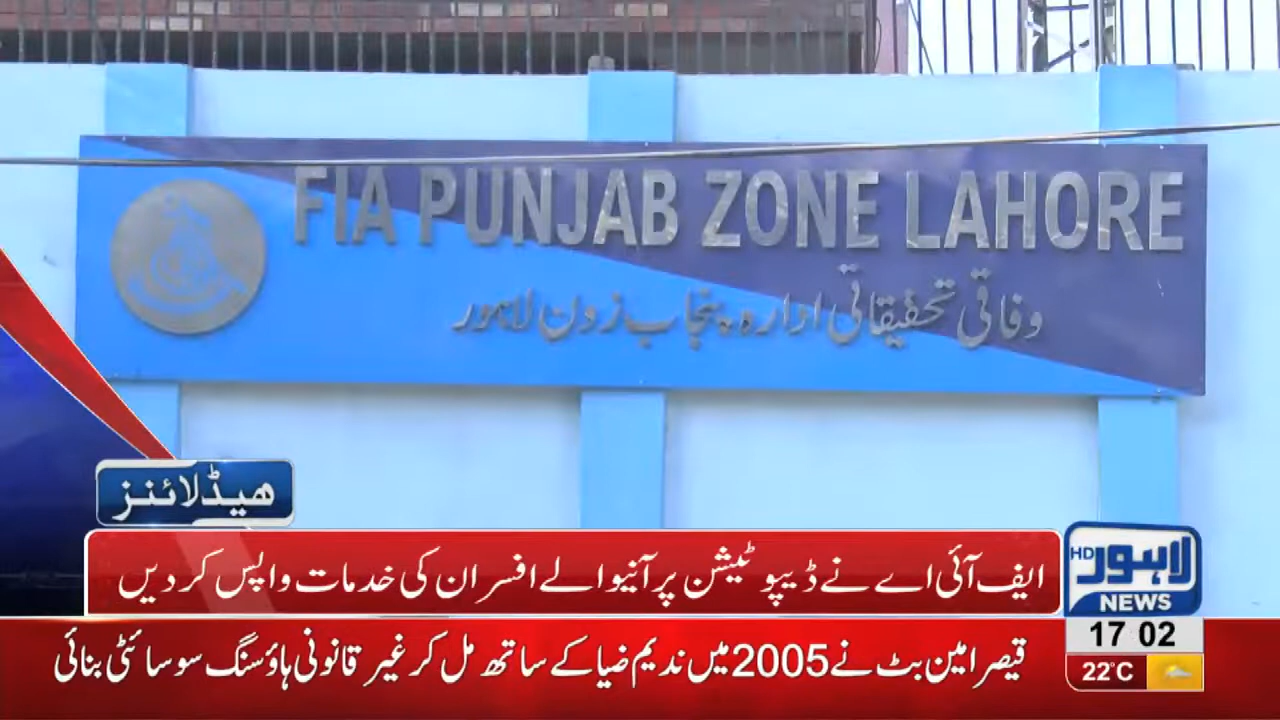 FIA PUNJAB ZONE LAHORE
وفاقی تحقیقاتی ادارہ پنجاب زون لاہور
ہیڈلائنز
ایف آئی اے نے ڈیپوٹیشن پر آنیوالے افسران کی خدمات واپس کردیں
قیصر امین بٹ نے 2005 میں ندیم ضیا کے ساتھ مل کر غیر قانونی ہاؤسنگ سوسائٹی بنائی
HD
لاہور
NEWS
17 02
22°C